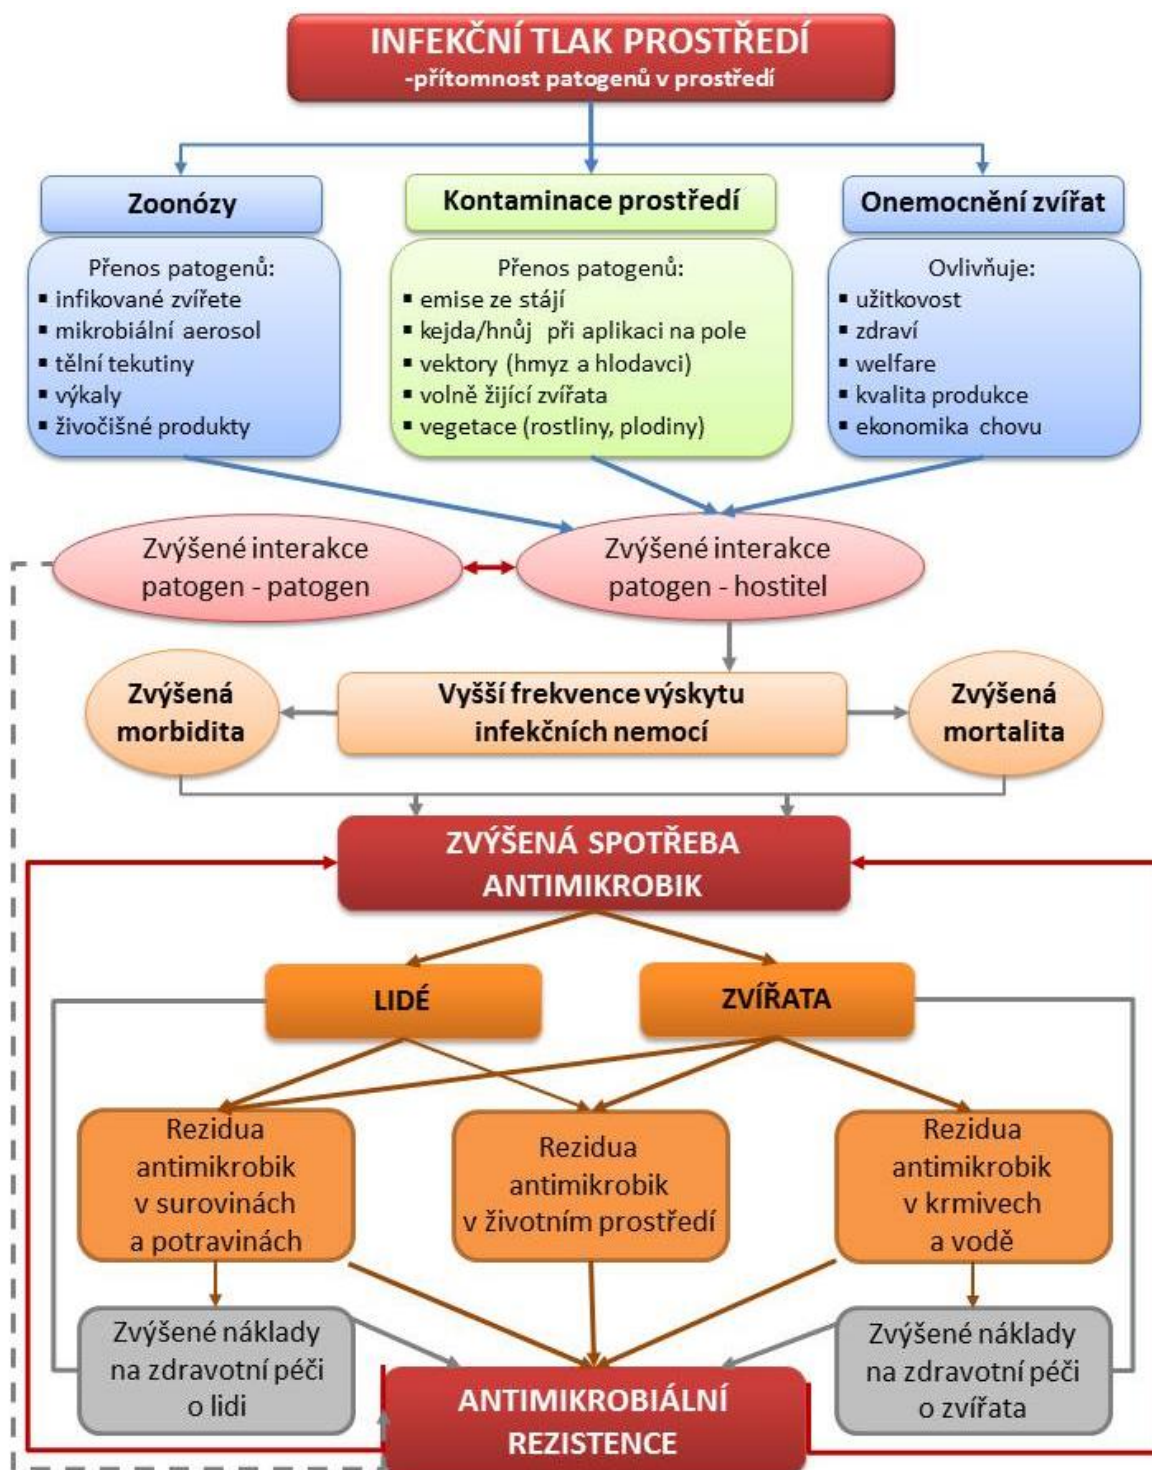 INFEKČNÍ TLAK PROSTŘEDÍ
-přítomnost patogenů v prostředí
Zoonózy
Přenos patogenů:
▪ infikované zvířete
▪ mikrobiální aerosol
▪ tělní tekutiny
▪ výkaly
▪ živočišné produkty
Kontaminace prostředí
Přenos patogenů:
▪ emise ze stájí
▪ kejda/hnůj při aplikaci na pole
▪ vektory (hmyz a hlodavci)
▪ volně žijící zvířata
▪ vegetace (rostliny, plodiny)
Onemocnění zvířat
Ovlivňuje:
▪ užitkovost
▪ zdraví
▪ welfare
▪ kvalita produkce
▪ ekonomika chovu
Zvýšené interakce
patogen - patogen
Zvýšené interakce
patogen - hostitel
Zvýšená
morbidita
Vyšší frekvence výskytu
infekčních nemocí
Zvýšená
mortalita
ZVÝŠENÁ SPOTŘEBA
ANTIMIKROBIK
LIDÉ
ZVÍŘATA
Rezidua
antimikrobik
v surovinách
a potravinách
Rezidua
antimikrobik
v životním prostředí
Rezidua
antimikrobik
v krmivech
a vodě
Zvýšené náklady
na zdravotní péči
o lidi
ANTIMIKROBIÁLNÍ
REZISTENCE
Zvýšené náklady
na zdravotní péči
o zvířata